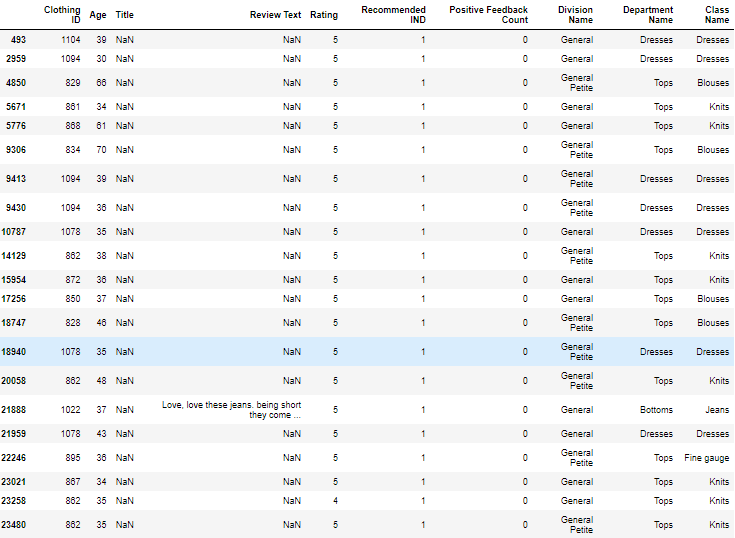 Clothing ID Age Title Review Text Rating Recommended IND Positive Feedback Count Division Name Department Name Class Name
493 1104 39 NaN NaN 5 1 0 General Dresses Dresses
2959 1094 30 NaN NaN 5 1 0 General Dresses Dresses
4850 829 66 NaN NaN 5 1 0 General Petite Tops Blouses
5671 861 34 NaN NaN 5 1 0 General Tops Knits
5776 868 61 NaN NaN 5 1 0 General Tops Knits
9306 834 70 NaN NaN 5 1 0 General Petite Tops Blouses
9413 1094 39 NaN NaN 5 1 0 General Petite Dresses Dresses
9430 1094 36 NaN NaN 5 1 0 General Petite Dresses Dresses
10787 1078 35 NaN NaN 5 1 0 General Dresses Dresses
14129 862 38 NaN NaN 5 1 0 General Petite Tops Knits
15954 872 36 NaN NaN 5 1 0 General Tops Knits
17256 850 37 NaN NaN 5 1 0 General Tops Blouses
18747 828 46 NaN NaN 5 1 0 General Petite Tops Blouses
18940 1078 35 NaN NaN 5 1 0 General Petite Dresses Dresses
20058 862 48 NaN NaN 5 1 0 General Petite Tops Knits
21888 1022 37 NaN Love, love these jeans. being short they come ... 5 1 0 General Bottoms Jeans
21959 1078 43 NaN NaN 5 1 0 General Dresses Dresses
22246 895 36 NaN NaN 5 1 0 General Petite Tops Fine gauge
23021 867 34 NaN NaN 5 1 0 General Tops Knits
23258 862 35 NaN NaN 4 1 0 General Tops Knits
23480 862 35 NaN NaN 5 1 0 General Petite Tops Knits